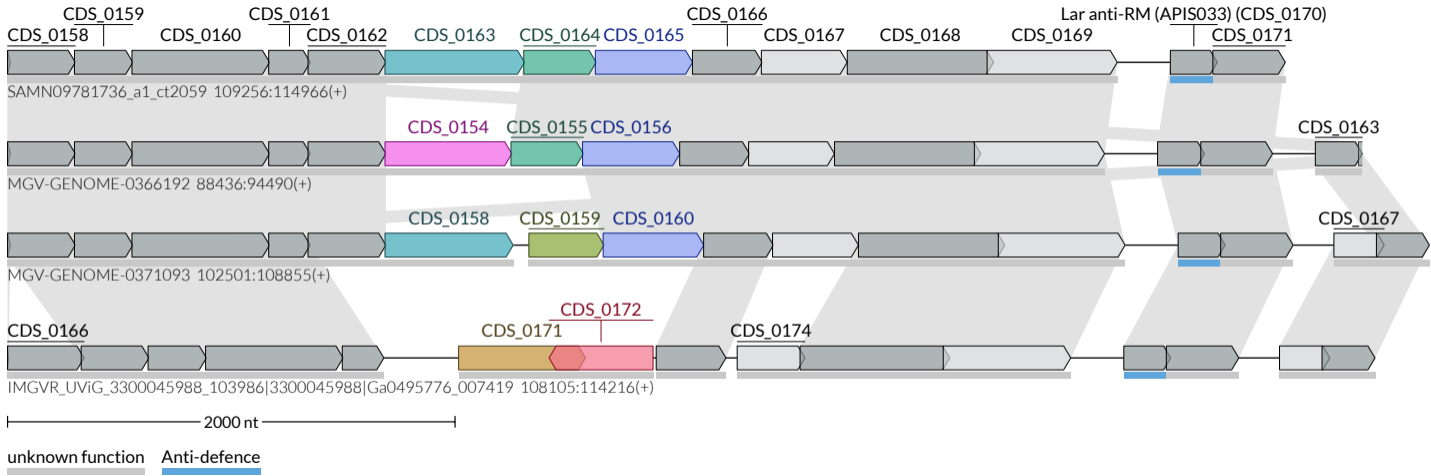 CDS_0159 CDS_0161 CDS_0166 Lar anti-RM (APIS033) (CDS_0170)
CDS_0158 CDS_0160 CDS_0162 CDS_0163 CDS_0164 CDS_0165 CDS_0167 CDS_0168 CDS_0169 CDS_0171
SAMN09781736_a1_ct2059 109256:114966(+)
CDS_0154 CDS_0155 CDS_0156 CDS_0163
MGV-GENOME-0366192 88436:94490(+)
CDS_0158 CDS_0159 CDS_0160 CDS_0167
MGV-GENOME-0371093 102501:108855(+)
CDS_0172
CDS_0166 CDS_0171 CDS_0174
IMGVR_UViG_3300045988_103986|3300045988|Ga0495776_007419 108105:114216(+)
2000 nt
unknown function Anti-defence